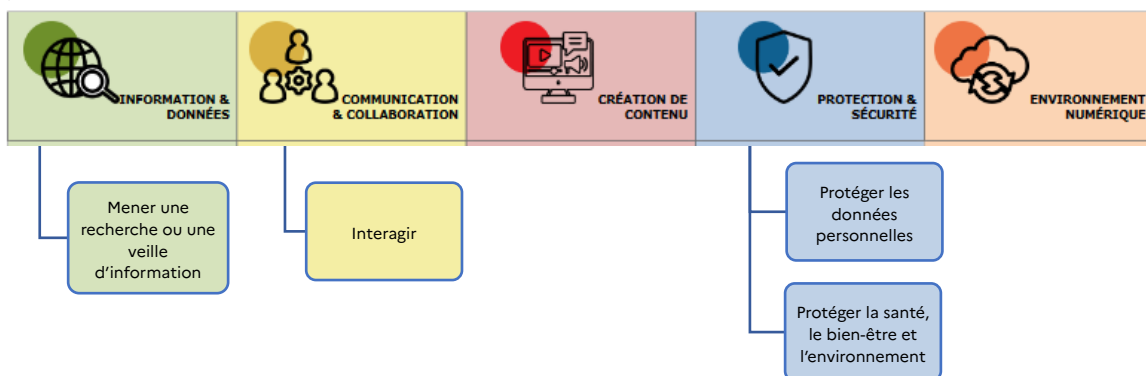 INFORMATION &
DONNÉES
COMMUNICATION
& COLLABORATION
CRÉATION DE
CONTENU
PROTECTION &
SÉCURITÉ
ENVIRONNEMENT
NUMÉRIQUE
Mener une
recherche ou une
veille
d’information
Interagir
Protéger les
données
personnelles
Protéger la santé,
le bien-être et
l’environnement